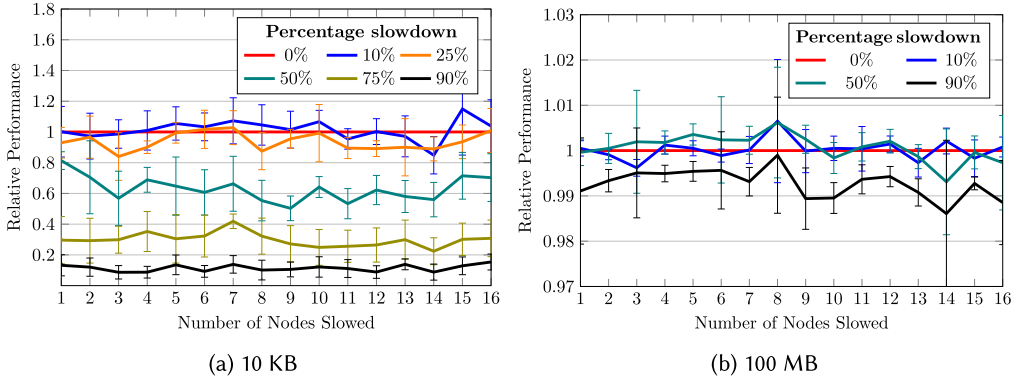 Percentage slowdown
0% 10% 25%
50% 75% 90%
Relative Performance
1.8
1.6
1.4
1.2
1
0.8
0.6
0.4
0.2
1 2 3 4 5 6 7 8 9 10 11 12 13 14 15 16
Number of Nodes Slowed
(a) 10 KB
Percentage slowdown
0% 10%
50% 90%
Relative Performance
1.03
1.02
1.01
1
0.99
0.98
0.97
1 2 3 4 5 6 7 8 9 10 11 12 13 14 15 16
Number of Nodes Slowed
(b) 100 MB